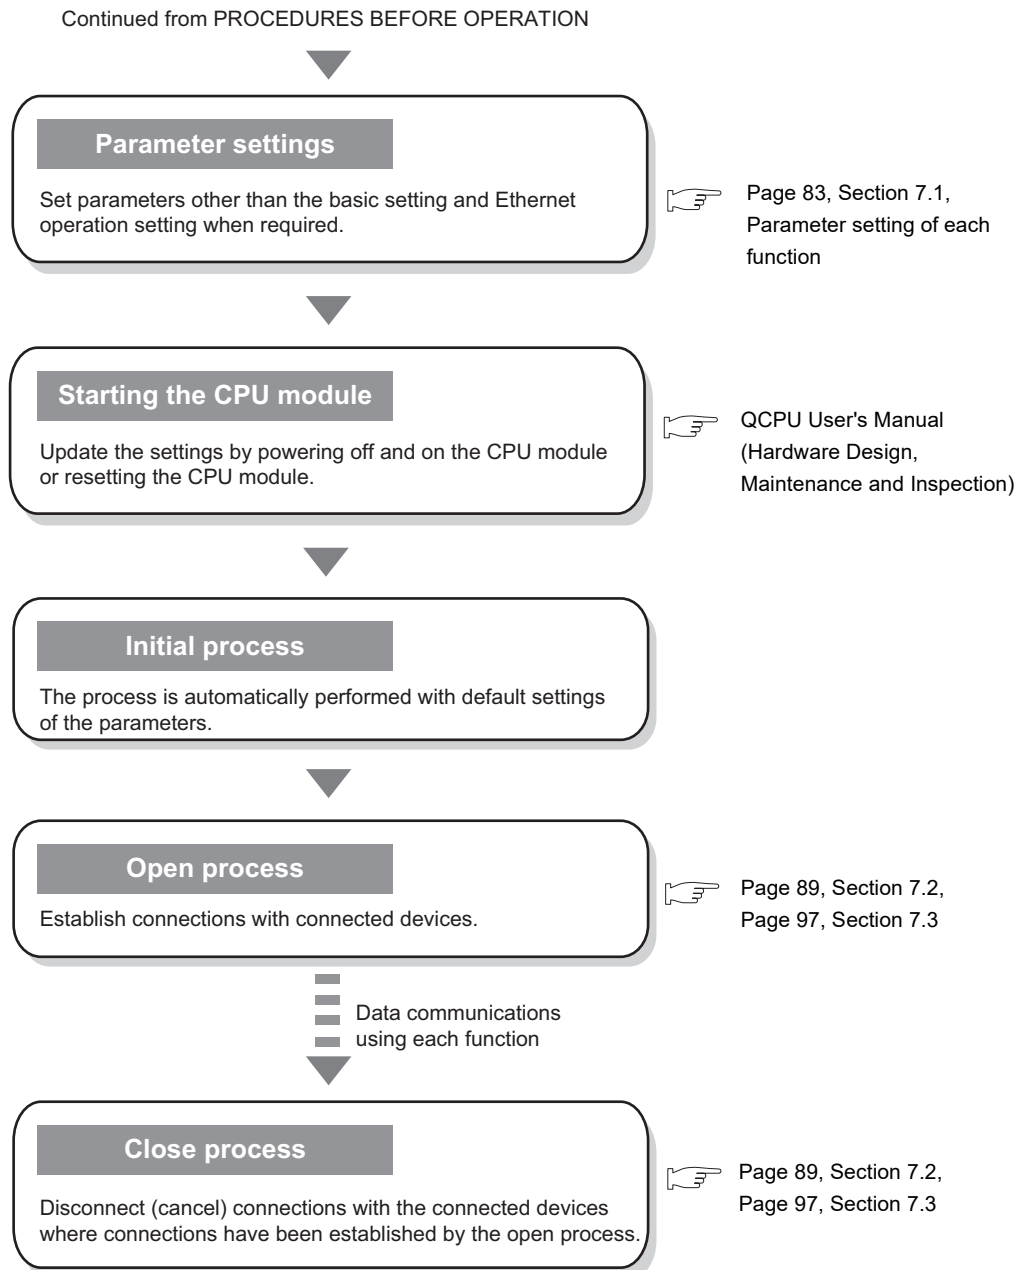 Continued from PROCEDURES BEFORE OPERATION
Parameter settings
Set parameters other than the basic setting and Ethernet
operation setting when required.
Page 83, Section 7.1,
Parameter setting of each
function
Starting the CPU module
Update the settings by powering off and on the CPU module
or resetting the CPU module.
QCPU User's Manual
(Hardware Design,
Maintenance and Inspection)
Initial process
The process is automatically performed with default settings
of the parameters.
Open process
Establish connections with connected devices.
Page 89, Section 7.2,
Page 97, Section 7.3
Data communications
using each function
Close process
Disconnect (cancel) connections with the connected devices
where connections have been established by the open process.
Page 89, Section 7.2,
Page 97, Section 7.3